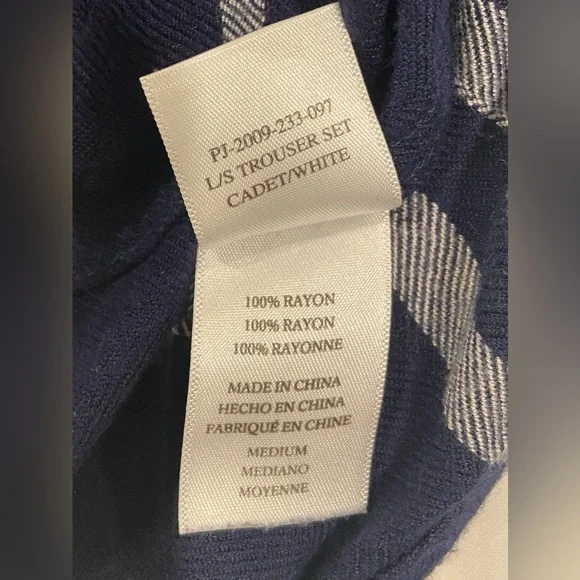 PJ-2009-233-097
L/S TROUSER SET
CADET/WHITE
100% RAYON
100% RAYON
100% RAYONNE
MADE IN CHINA
HECHO EN CHINA
FABRIQUÉ EN CHINE
MEDIUM
MEDIANO
MOYENNE